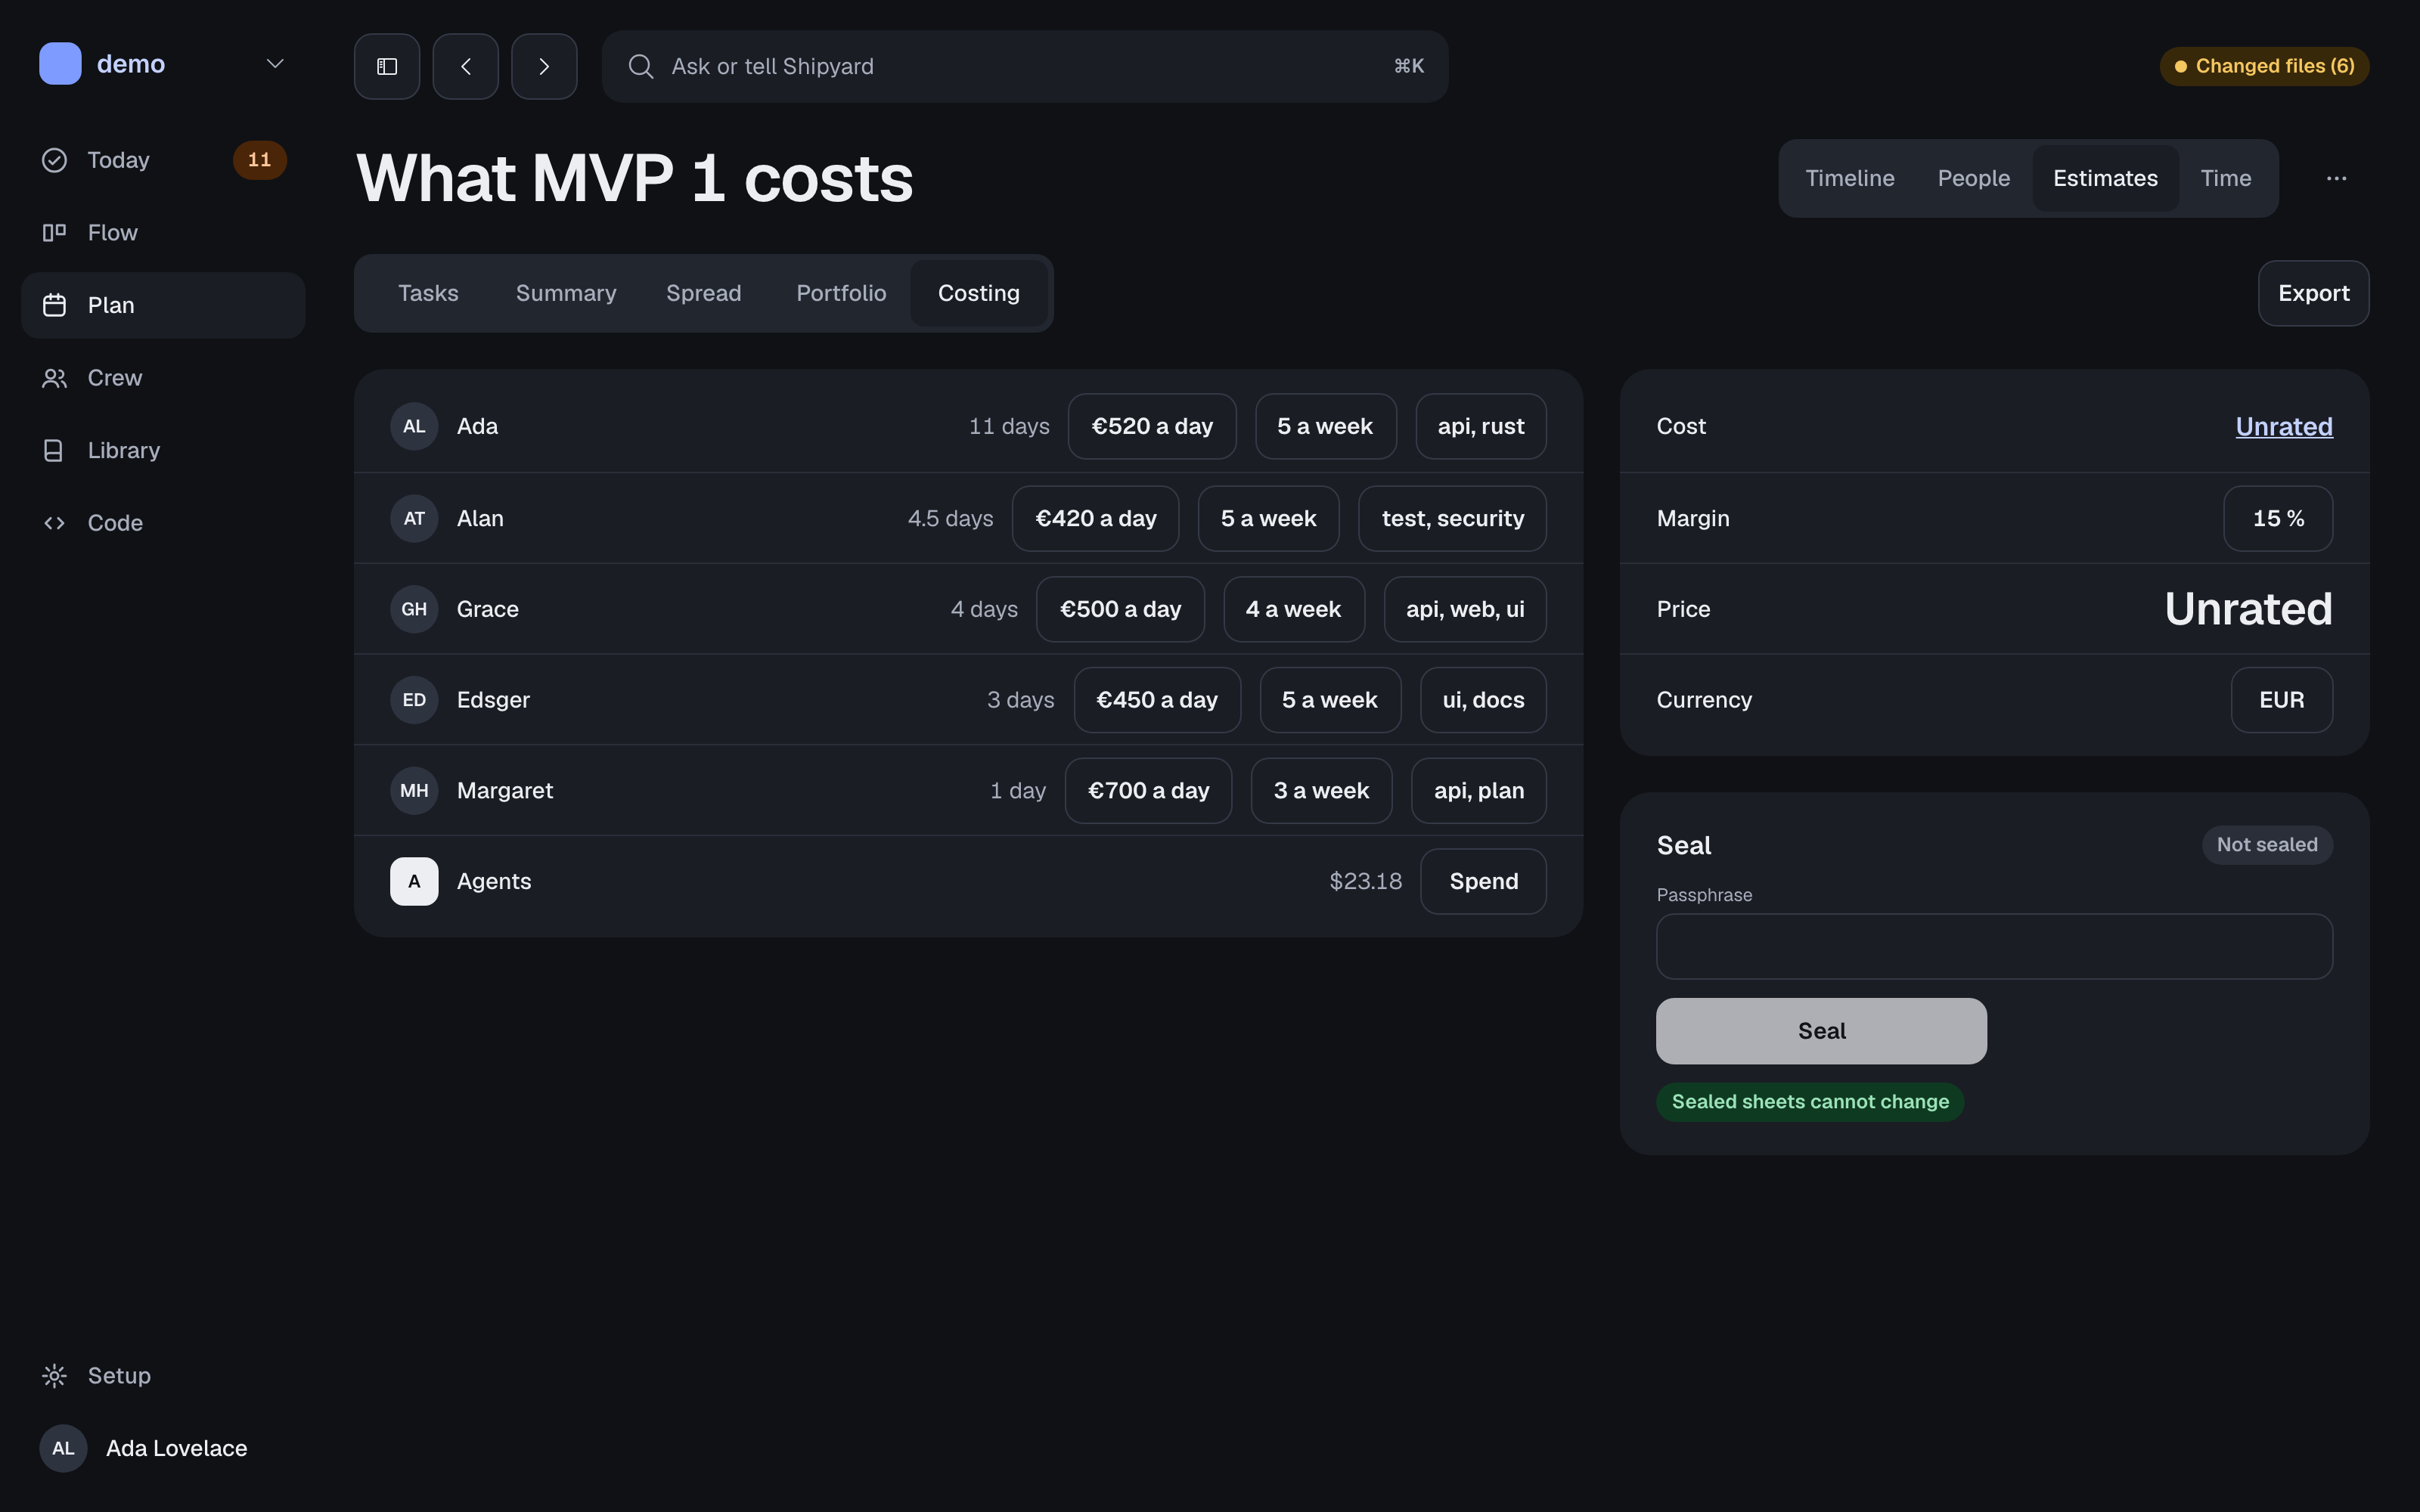 demo
Ask or tell Shipyard
⌘K
Changed files (6)
Today
11
Flow
Plan
Crew
Library
Code
What MVP 1 costs
Timeline
People
Estimates
Time
Tasks
Summary
Spread
Portfolio
Costing
Export
AL Ada 11 days €520 a day 5 a week api, rust
AT Alan 4.5 days €420 a day 5 a week test, security
GH Grace 4 days €500 a day 4 a week api, web, ui
ED Edsger 3 days €450 a day 5 a week ui, docs
MH Margaret 1 day €700 a day 3 a week api, plan
A Agents $23.18 Spend
Cost Unrated
Margin 15 %
Price Unrated
Currency EUR
Seal Not sealed
Passphrase
Seal
Sealed sheets cannot change
Setup
AL Ada Lovelace